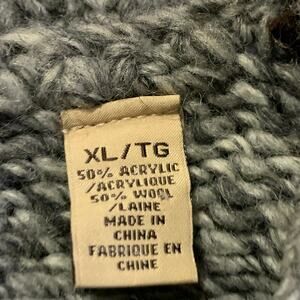 XL/TG
50% ACRYLIC
/ACRYLIQUE
50% WOOL
/LAINE
MADE IN
CHINA
FABRIQUE EN
CHINE